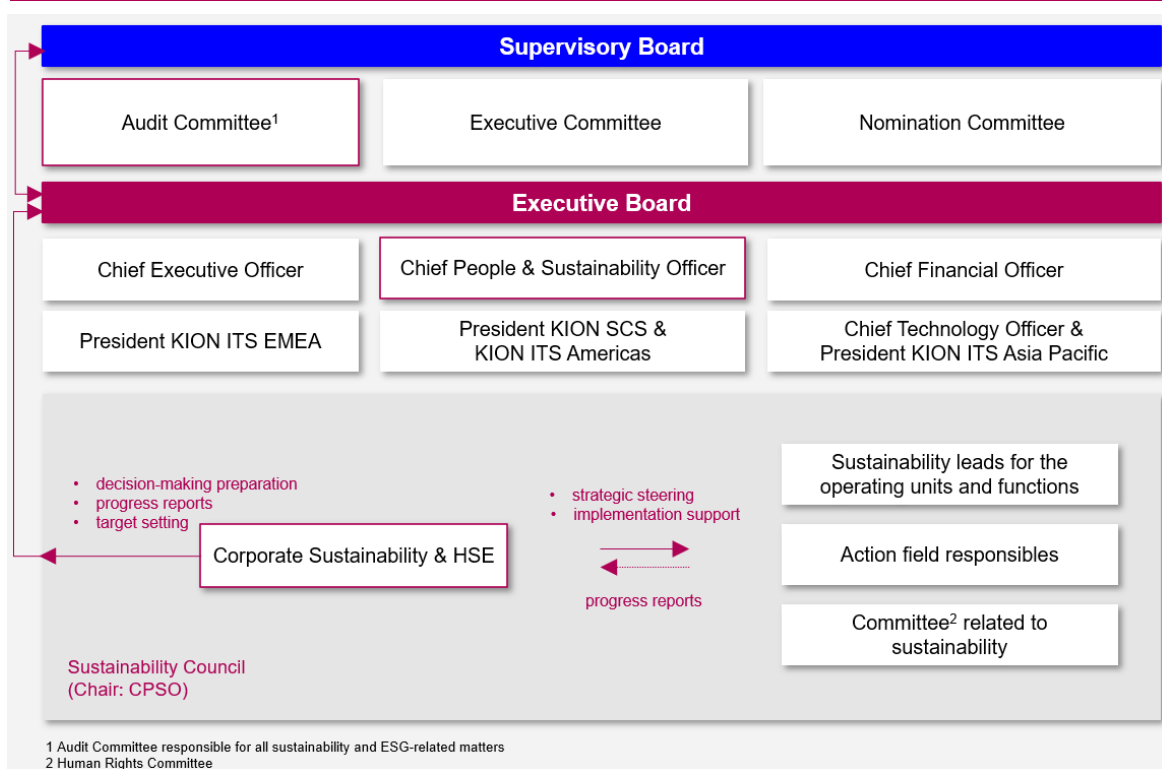 Supervisory Board
Audit Committee¹
Executive Committee
Nomination Committee
Executive Board
Chief Executive Officer
Chief People & Sustainability Officer
Chief Financial Officer
President KION ITS EMEA
President KION SCS &
KION ITS Americas
Chief Technology Officer &
President KION ITS Asia Pacific
• decision-making preparation
• progress reports
• target setting
Corporate Sustainability & HSE
• strategic steering
• implementation support
progress reports
Sustainability leads for the
operating units and functions
Action field responsibles
Committee² related to
sustainability
Sustainability Council
(Chair: CPSO)
1 Audit Committee responsible for all sustainability and ESG-related matters
2 Human Rights Committee